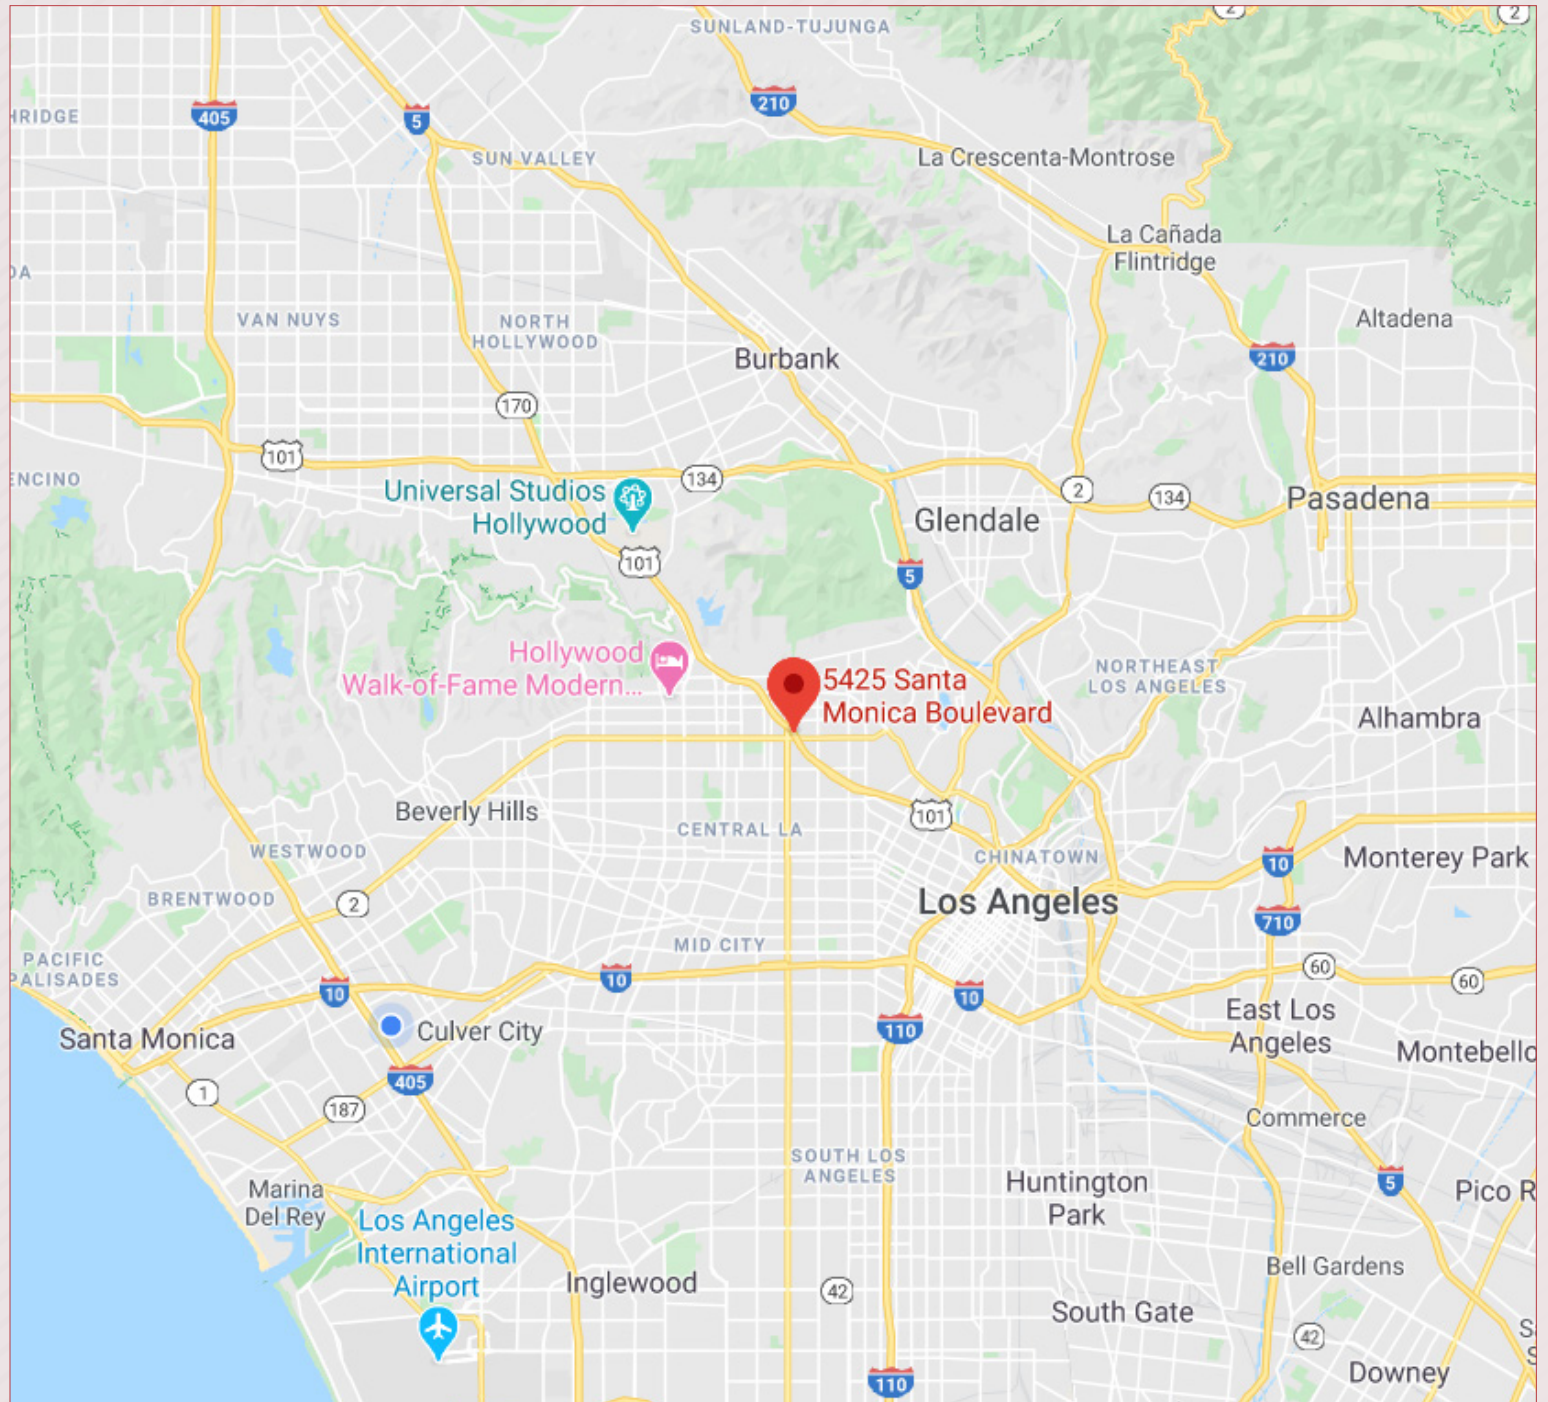 2
2
SUNLAND-TUJUNGA
210
405
5
HRIDGE
SUN VALLEY
La Crescenta-Montrose
La Cañada
Flintridge
DA
VAN NUYS
NORTH
HOLLYWOOD
Altadena
Burbank
210
170
101
134
ENCINO
Universal Studios
Hollywood
2
134
Pasadena
Glendale
101
5
Hollywood
Walk-of-Fame Modern...
5425 Santa
Monica Boulevard
NORTHEAST
LOS ANGELES
Alhambra
Beverly Hills
101
CENTRAL LA
WESTWOOD
CHINATOWN
10
Monterey Park
BRENTWOOD
2
Los Angeles
710
MID CITY
PACIFIC
PALISADES
10
10
10
60
60
Santa Monica
Culver City
110
East Los
Angeles
Montebello
405
1
187
Commerce
SOUTH LOS
ANGELES
Marina
Del Rey
Huntington
Park
5
Pico R
Los Angeles
International
Airport
Inglewood
42
Bell Gardens
South Gate
42
Downey
110